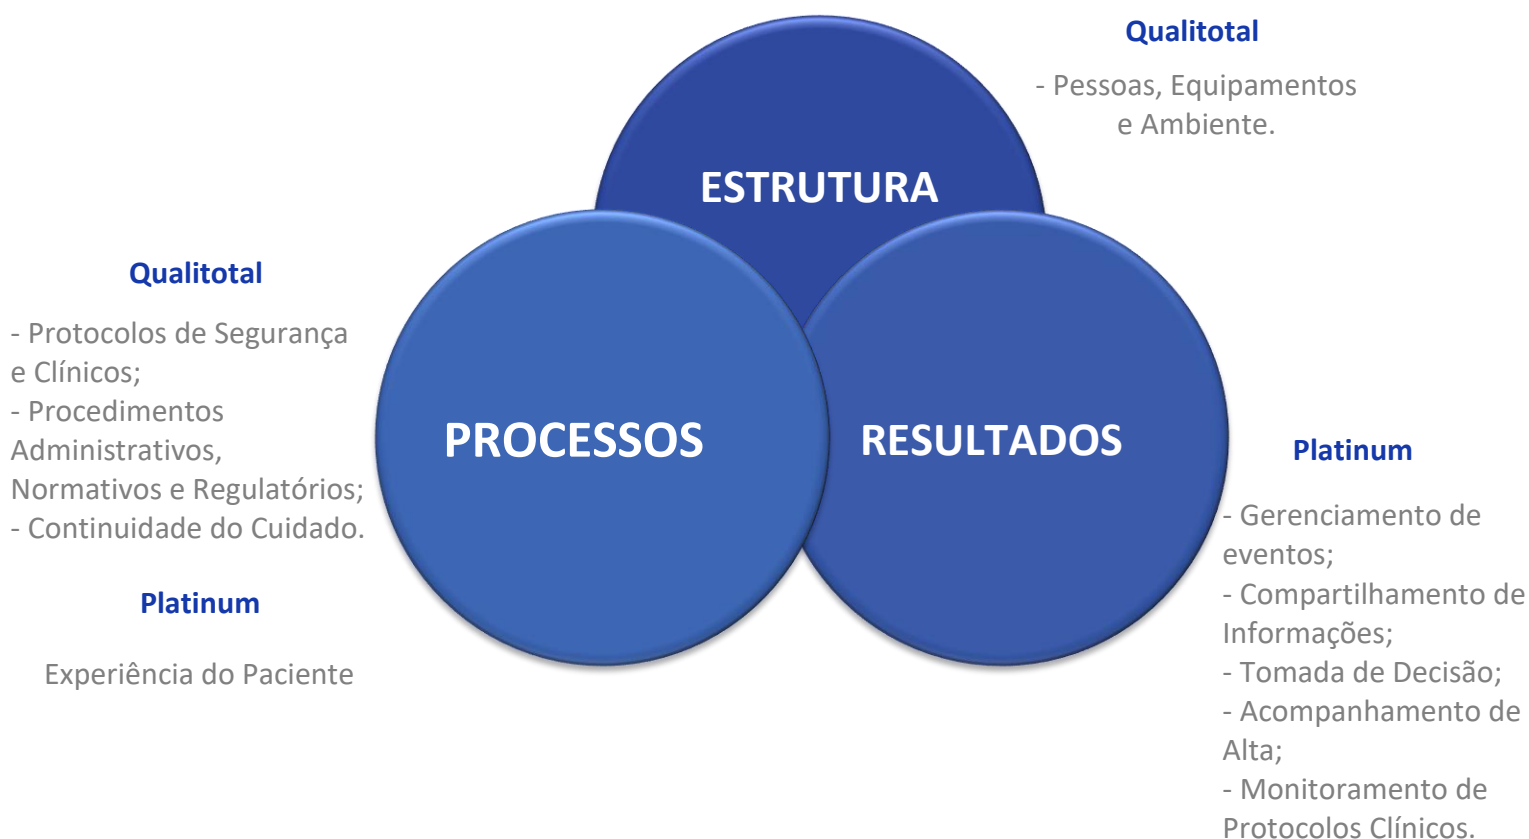 Qualitotal
- Pessoas, Equipamentos
e Ambiente.
ESTRUTURA
Qualitotal
- Protocolos de Segurança
e Clínicos;
- Procedimentos
Administrativos,
Normativos e Regulatórios;
- Continuidade do Cuidado.
Platinum
Experiência do Paciente
PROCESSOS
RESULTADOS
Platinum
- Gerenciamento de
eventos;
- Compartilhamento de
Informações;
- Tomada de Decisão;
- Acompanhamento de
Alta;
- Monitoramento de
Protocolos Clínicos.